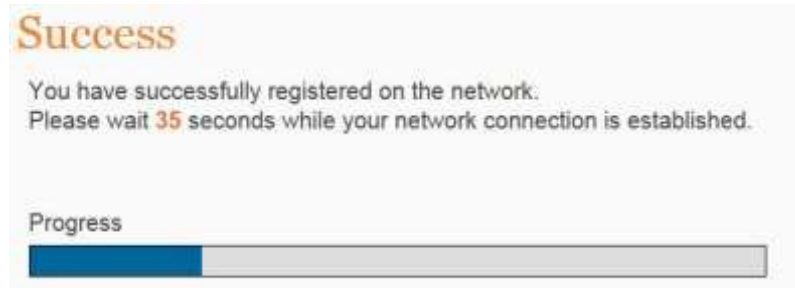 Success
You have successfully registered on the network.
Please wait 35 seconds while your network connection is established.
Progress